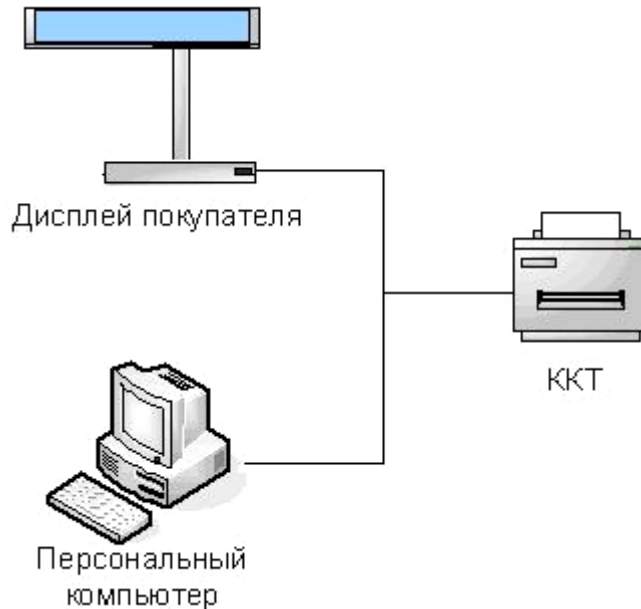 Дисплей покупателя
ККТ
Персональный
компьютер